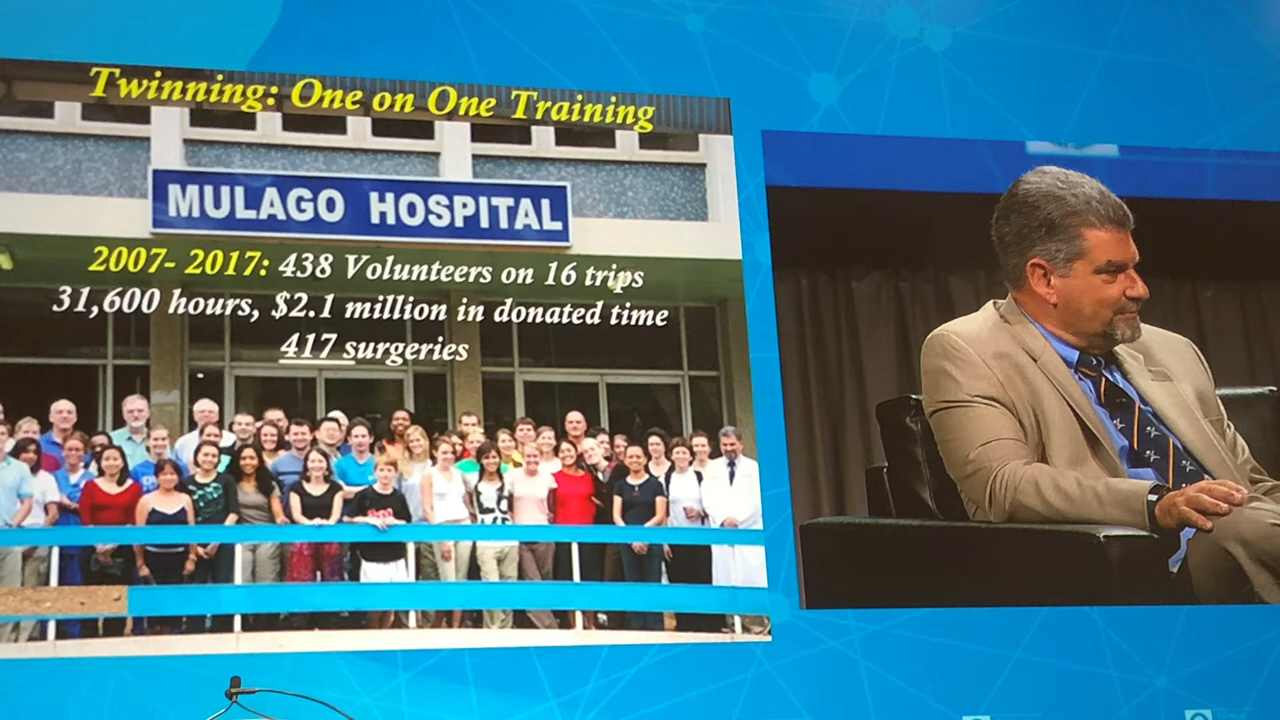 Twinning: One on One Training
MULAGO HOSPITAL
2007- 2017: 438 Volunteers on 16 trips
31,600 hours, $2.1 million in donated time
417 surgeries